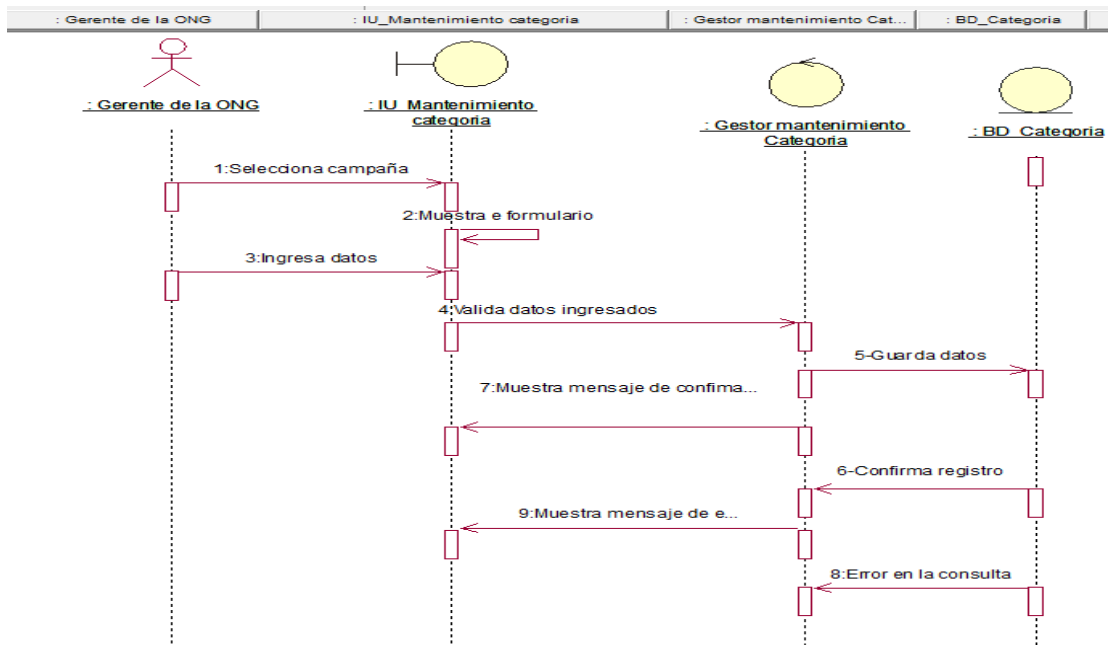 : Gerente de la ONG
: IU_Mantenimiento categoria
: Gestor mantenimiento Cat...
: BD_Categoria
: Gerente de la ONG
: IU_Mantenimiento
categoria
: Gestor mantenimiento
Categoria
: BD_Categoria
1:Selecciona campaña
2:Muestra e formulario
3:Ingresa datos
4:Valida datos ingresados
5-Guarda datos
7:Muestra mensaje de confima...
6-Confirma registro
9:Muestra mensaje de e...
8:Error en la consulta